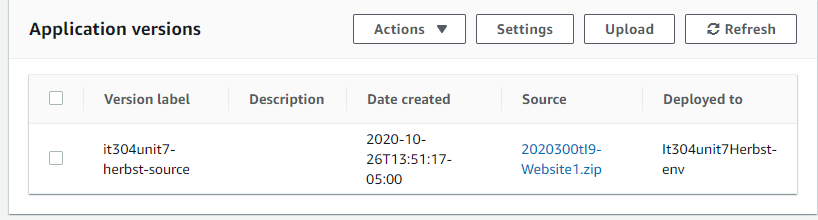 Application versions
Actions
Settings
Upload
Refresh
Version label
Description
Date created
Source
Deployed to
it304unit7-
herbst-source
2020-10-
26T13:51:17-
05:00
2020300tI9-
Website1.zip
It304unit7Herbst-
env